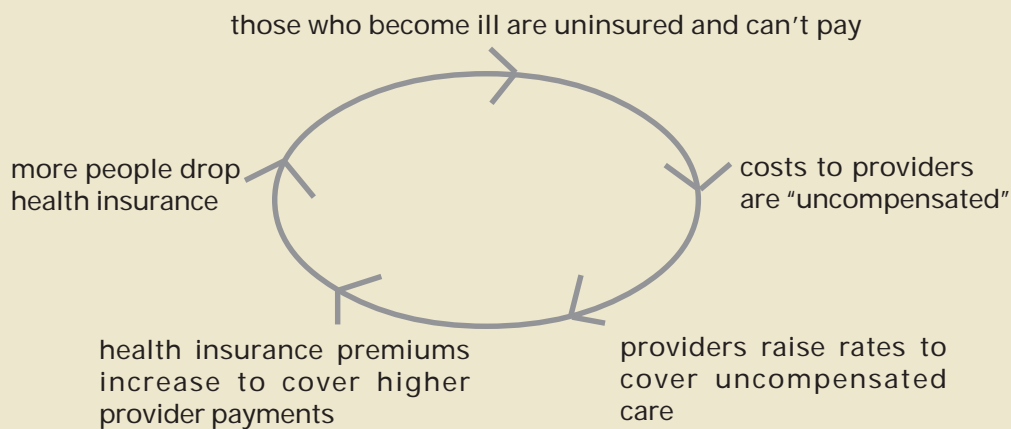 those who become ill are uninsured and can't pay
costs to providers
are “uncompensated”
providers raise rates to
cover uncompensated
care
health insurance premiums
increase to cover higher
provider payments
more people drop
health insurance